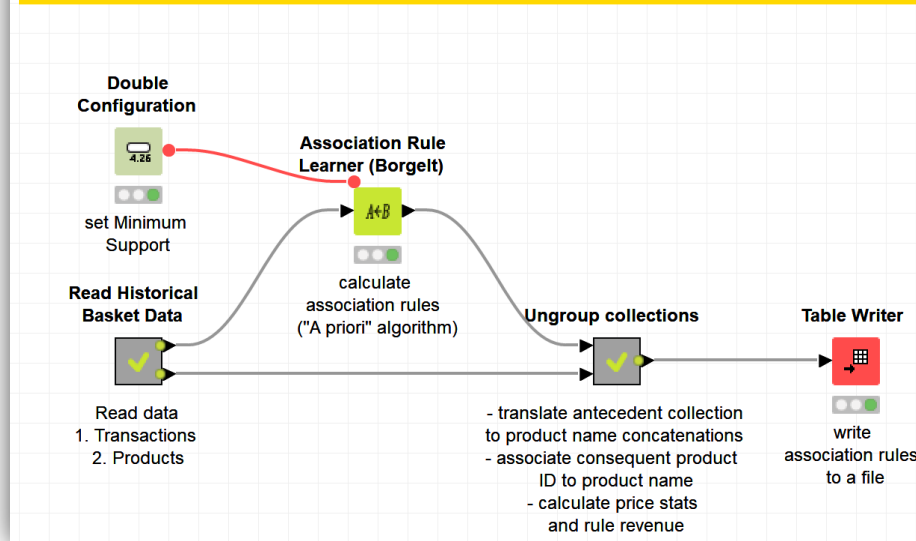 Double
Configuration
4.26
set Minimum
Support
Association Rule
Learner (Borgelt)
A←B
calculate
association rules
("A priori" algorithm)
Read Historical
Basket Data
Read data
1. Transactions
2. Products
Ungroup collections
- translate antecedent collection
to product name concatenations
- associate consequent product
ID to product name
- calculate price stats
and rule revenue
Table Writer
write
association rules
to a file